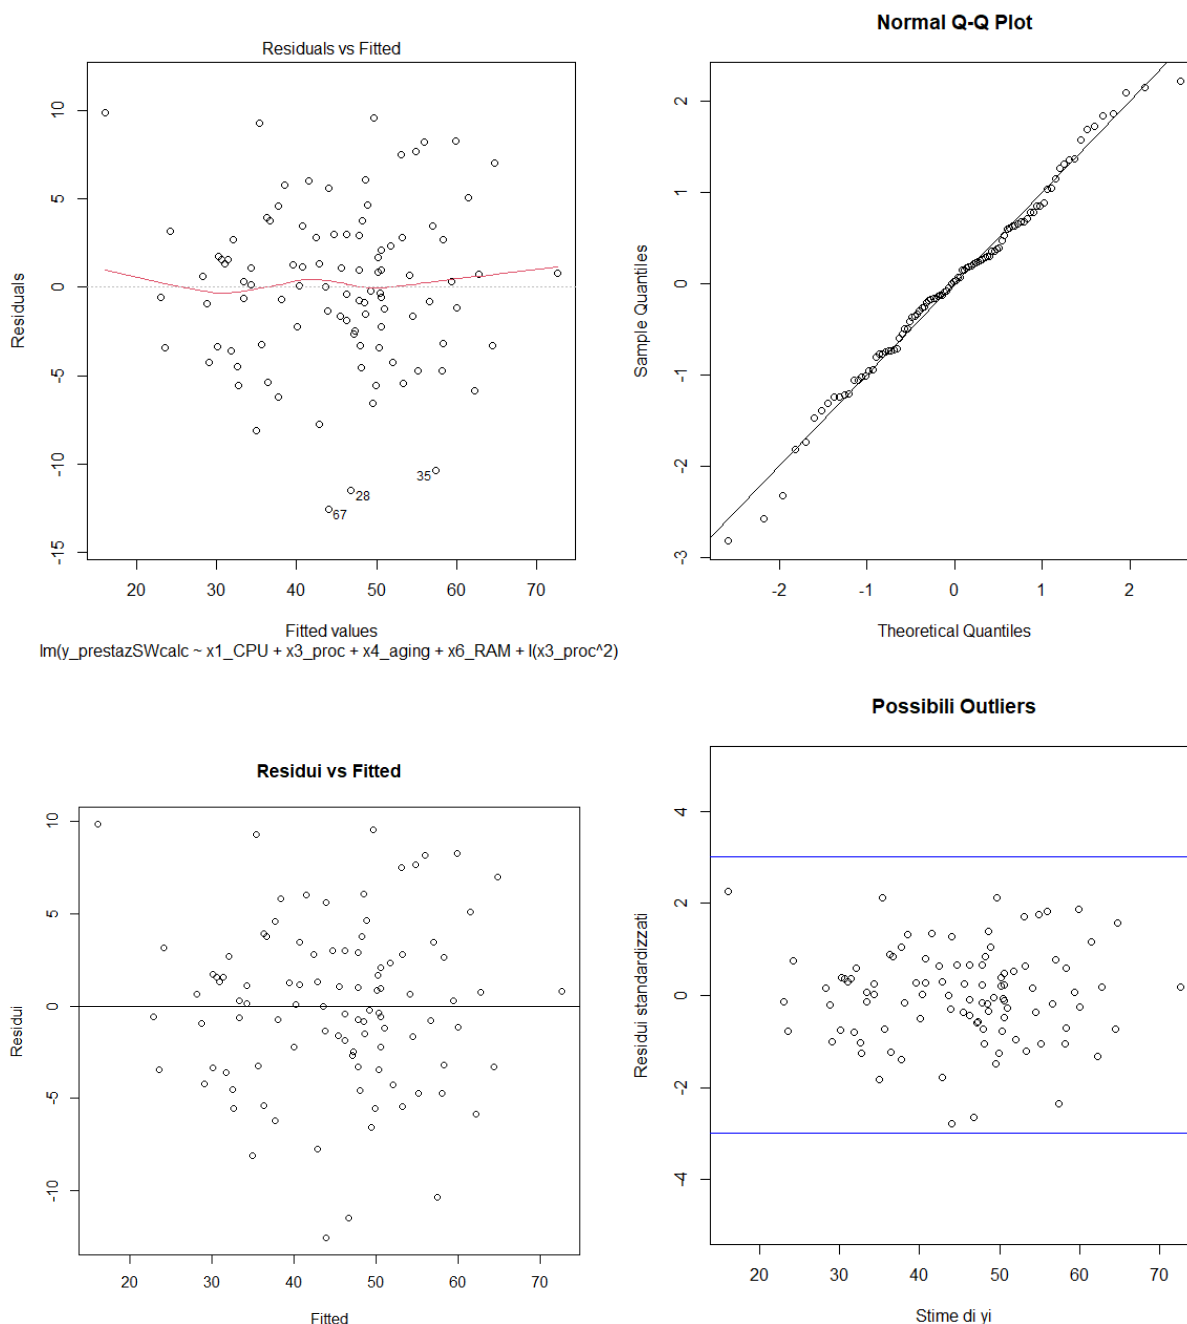 Residuals vs Fitted
Residuals
10
5
0
-5
-10
-15
35
28
67
20 30 40 50 60 70
Fitted values
lm(y_prestazSWcalc ~ x1_CPU + x3_proc + x4_aging + x6_RAM + I(x3_proc^2)
Normal Q-Q Plot
Sample Quantiles
2
1
0
-1
-2
-3
-2 -1 0 1 2
Theoretical Quantiles
Residui vs Fitted
Residui
10
5
0
-5
-10
20 30 40 50 60 70
Fitted
Possibili Outliers
Residui standardizzati
4
2
0
-2
-4
20 30 40 50 60 70
Stime di yi